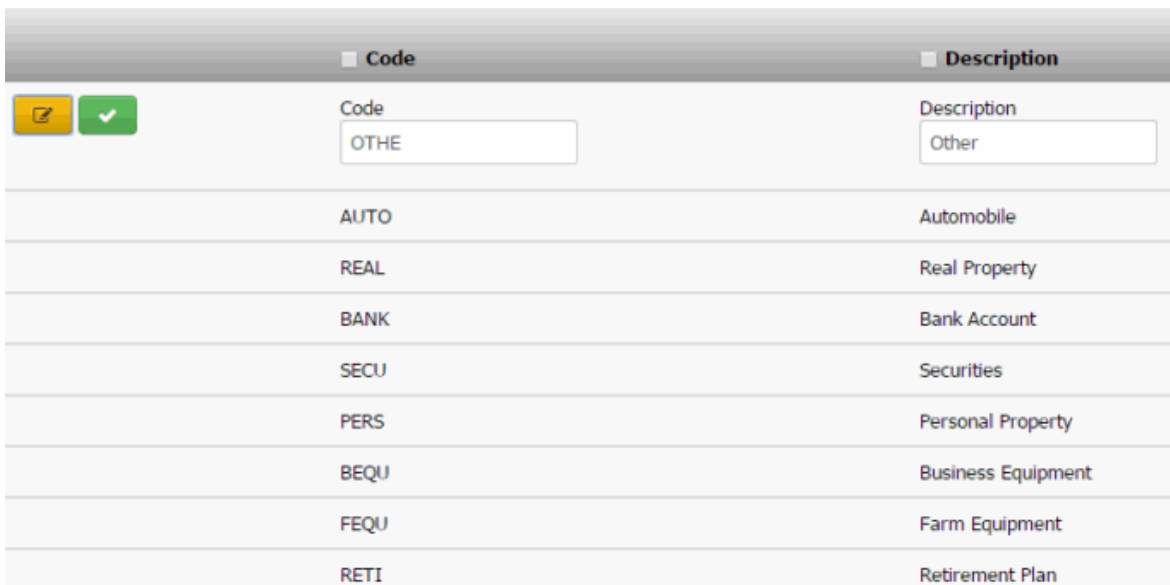 Code Description
Code Description
OTHE Other
AUTO Automobile
REAL Real Property
BANK Bank Account
SECU Securities
PERS Personal Property
BEQU Business Equipment
FEQU Farm Equipment
RETI Retirement Plan